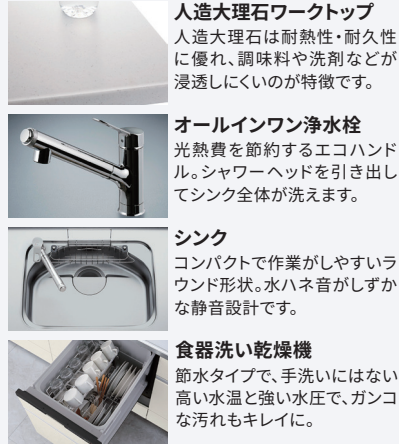 人造大理石ワークトップ
人造大理石は耐熱性・耐久性
に優れ、調味料や洗剤などが
浸透しにくいのが特徴です。
オールインワン浄水栓
光熱費を節約するエコハンド
ル。シャワーヘッドを引き出し
てシンク全体が洗えます。
シンク
コンパクトで作業がしやすいラ
ウンド形状。水ハネ音がしずか
な静音設計です。
食器洗い乾燥機
節水タイプで、手洗いにはない
高い水温と強い水圧で、ガンコ
な汚れもキレイに。